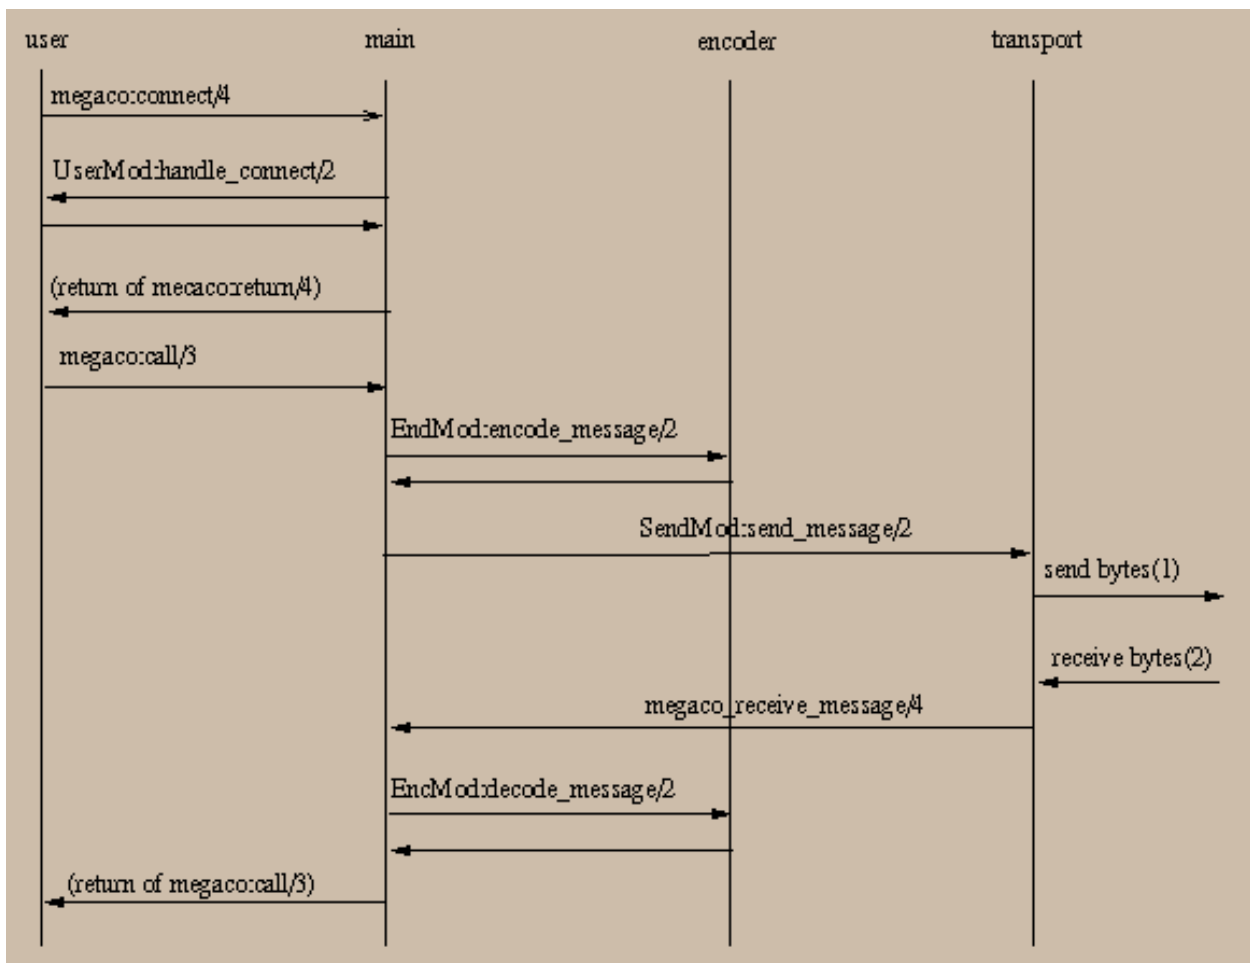 user main encoder transport
megaco:connect/4
UserMod:handle_connect/2
(return of mecaco:return/4)
megaco:call/3
EndMod:encode_message/2
SendMod:send_message/2
send bytes(1)
receive bytes(2)
megaco_receive_message/4
EncMod:decode_message/2
(return of megaco:call/3)